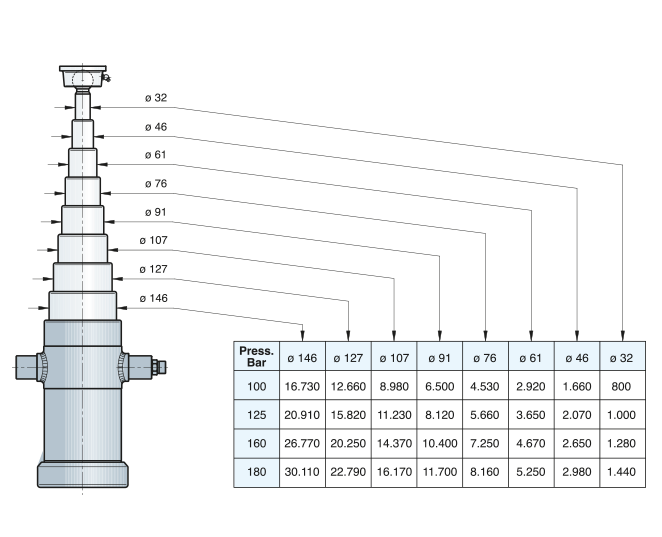 ø 32
ø 46
ø 61
ø 76
ø 91
ø 107
ø 127
ø 146
Press. Bar ø 146 ø 127 ø 107 ø 91 ø 76 ø 61 ø 46 ø 32
100 16.730 12.660 8.980 6.500 4.530 2.920 1.660 800
125 20.910 15.820 11.230 8.120 5.660 3.650 2.070 1.000
160 26.770 20.250 14.370 10.400 7.250 4.670 2.650 1.280
180 30.110 22.790 16.170 11.700 8.160 5.250 2.980 1.440